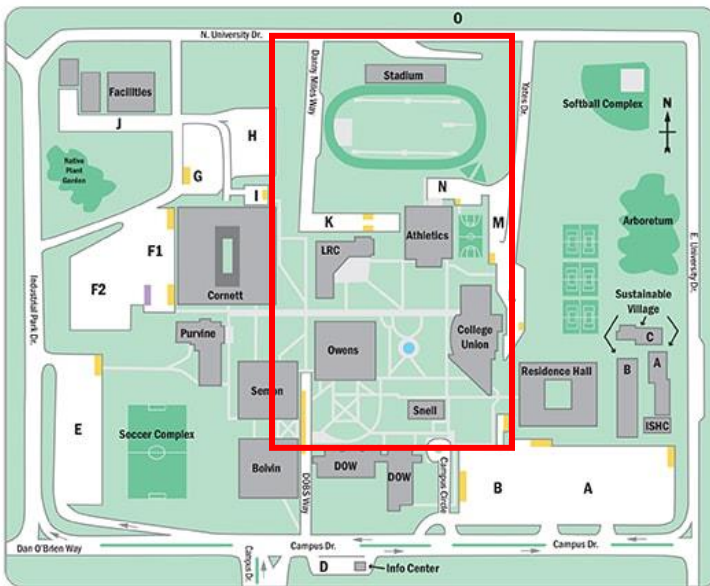 O
N. University Dr.
Danny Miles Way
Stadium
Yates Dr.
Facilities
Softball Complex
N
J
H
Native
Plant
Garden
G
I
N
K
Athletics
M
Arboretum
E. University Dr.
F1
LRC
F2
Cornett
Industrial Park Dr.
Sustainable
Village
C
Purvine
Owens
College
Union
B
A
Semon
Residence Hall
E
Snell
ISHC
Soccer Complex
Boivin
DOW
DOW
Campus Circle
DOBS Way
B
A
Dan O'Brien Way
Campus Dr.
Campus Dr.
Campus Dr.
D
Info Center